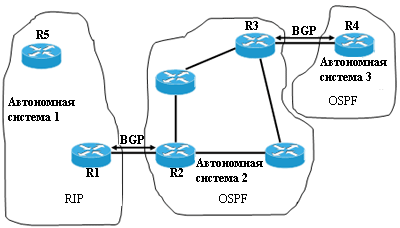 R5
Автономная
система 1
BGP
R1
RIP
R3
BGP
R4
Автономная
система 3
OSPF
R2
Автономная
система 2
OSPF